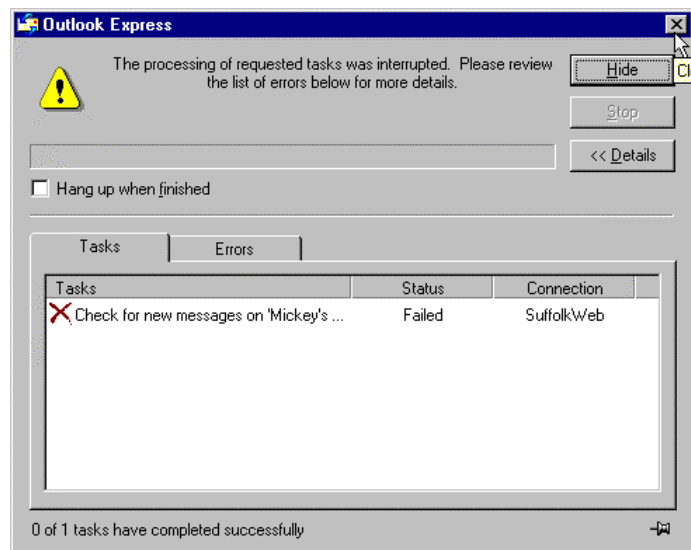 Outlook Express
The processing of requested tasks was interrupted. Please review
the list of errors below for more details.
Hide
Cl
Stop
<< Details
Hang up when finished
Tasks Errors
Tasks Status Connection
Check for new messages on 'Mickey's ... Failed SuffolkWeb
0 of 1 tasks have completed successfully